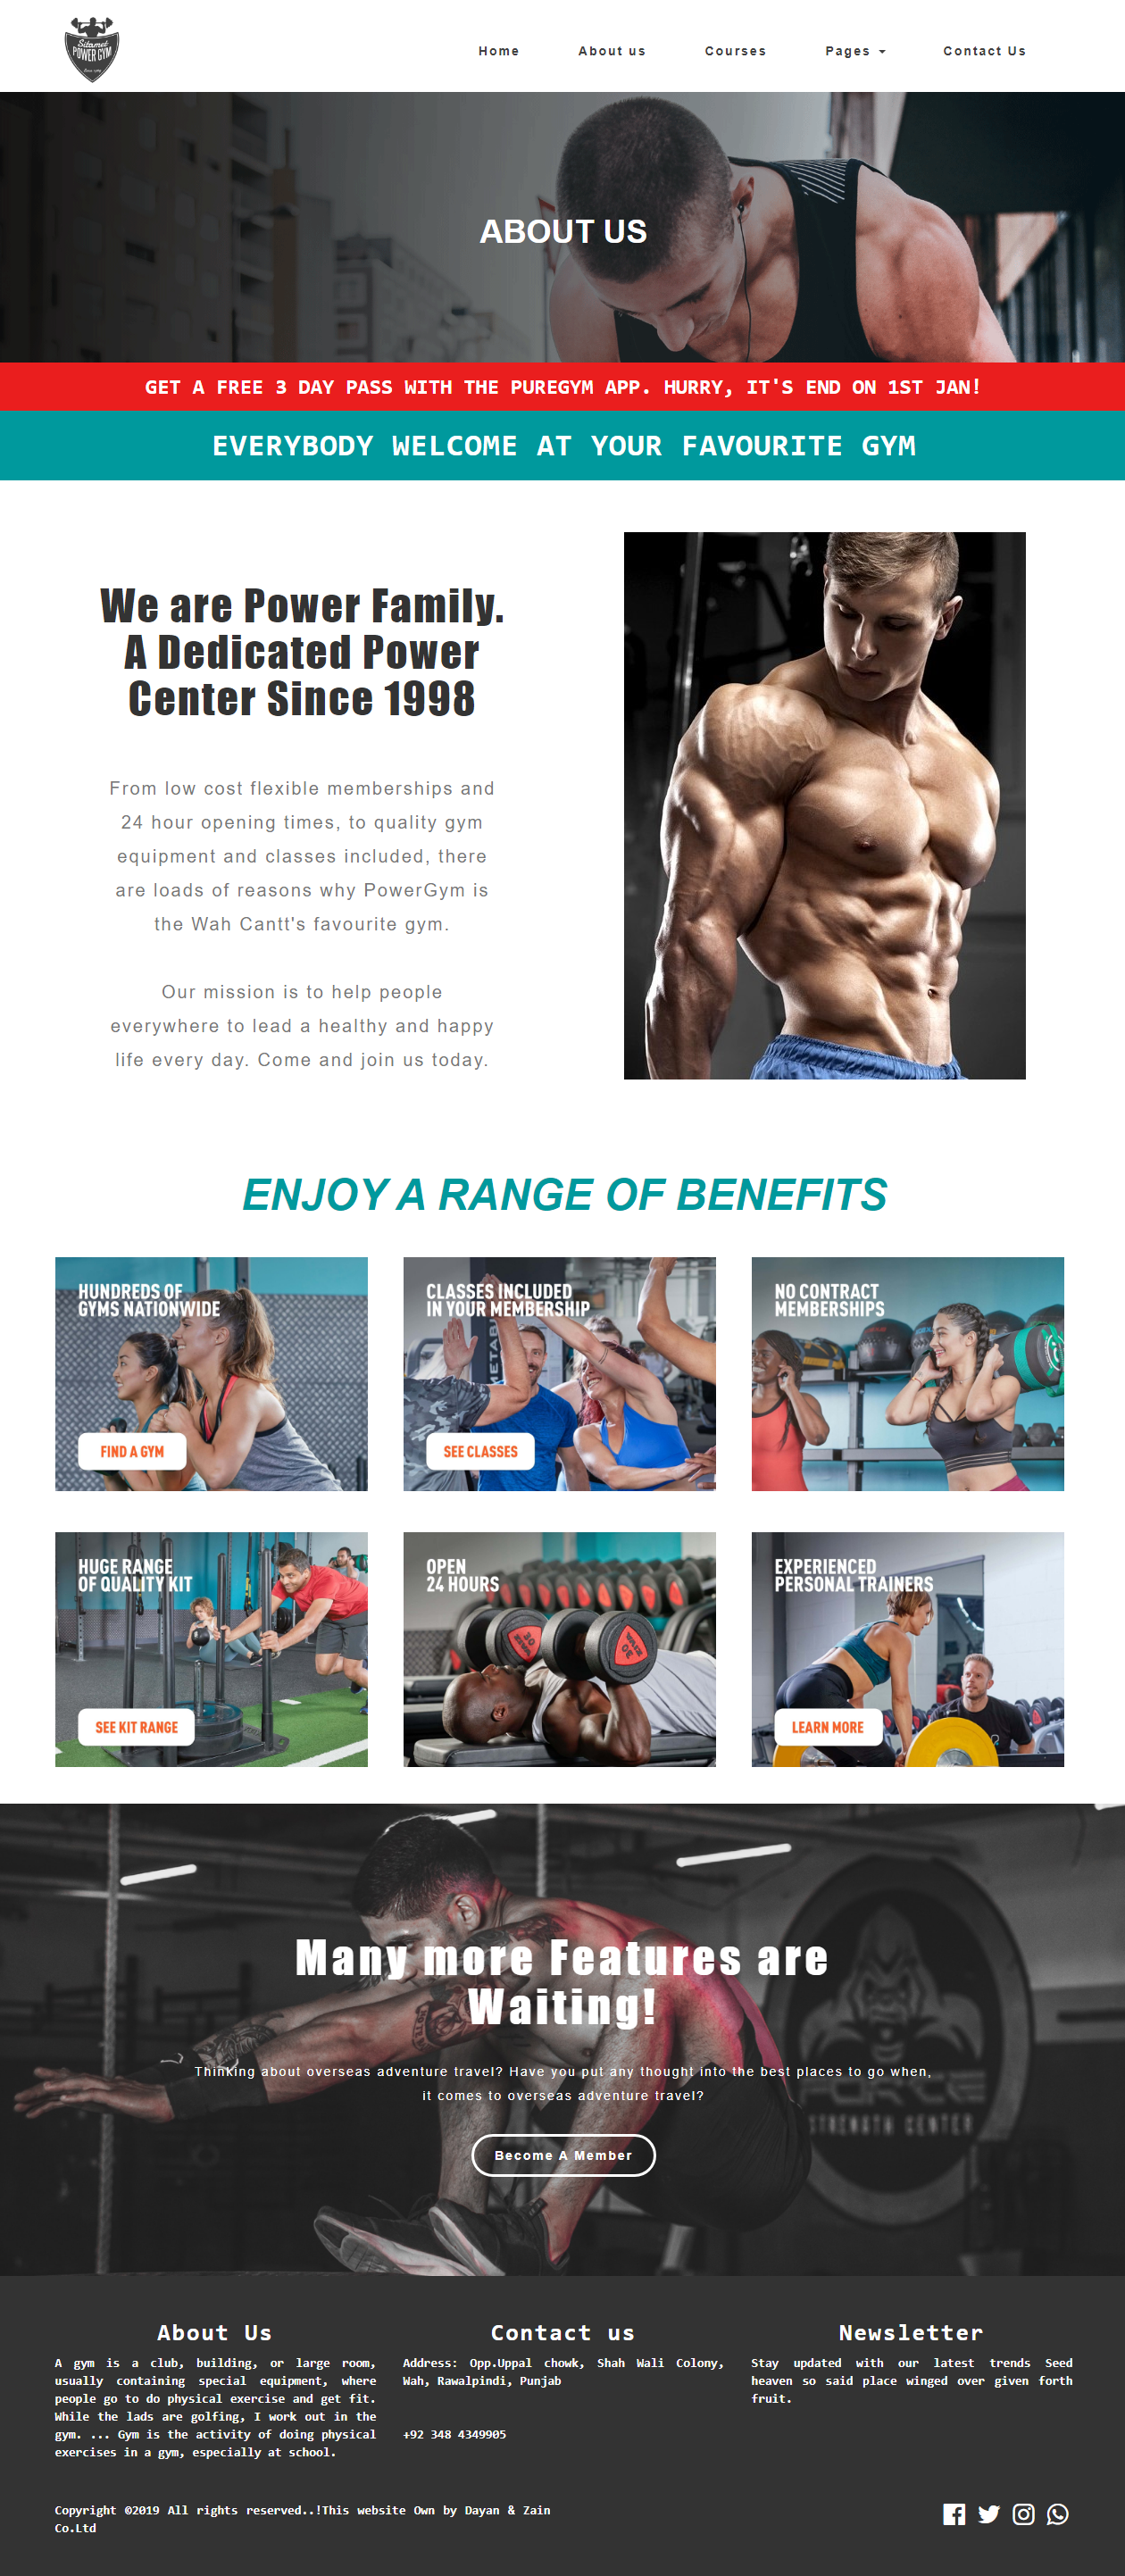 Sitamet
POWER GYM
Home
About us
Courses
Pages
Contact Us
ABOUT US
GET A FREE 3 DAY PASS WITH THE PUREGYM APP. HURRY, IT'S END ON 1ST JAN!
EVERYBODY WELCOME AT YOUR FAVOURITE GYM
We are Power Family.
A Dedicated Power
Center Since 1998
From low cost flexible memberships and
24 hour opening times, to quality gym
equipment and classes included, there
are loads of reasons why PowerGym is
the Wah Cantt's favourite gym.
Our mission is to help people
everywhere to lead a healthy and happy
life every day. Come and join us today.
ENJOY A RANGE OF BENEFITS
HUNDREDS OF
GYMS NATIONWIDE
FIND A GYM
CLASSES INCLUDED
IN YOUR MEMBERSHIP
SEE CLASSES
NO CONTRACT
MEMBERSHIPS
HUGE RANGE
OF QUALITY KIT
SEE KIT RANGE
OPEN
24 HOURS
EXPERIENCED
PERSONAL TRAINERS
LEARN MORE
Many more Features are
Waiting!
Thinking about overseas adventure travel? Have you put any thought into the best places to go when,
it comes to overseas adventure travel?
STRENGTH CENTER
Become A Member
About Us
A gym is a club, building, or large room,
usually containing special equipment, where
people go to do physical exercise and get fit.
While the lads are golfing, I work out in the
gym. ... Gym is the activity of doing physical
exercises in a gym, especially at school.
Contact us
Address: Opp.Uppal chowk, Shah Wali Colony,
Wah, Rawalpindi, Punjab
+92 348 4349905
Newsletter
Stay updated with our latest trends Seed
heaven so said place winged over given forth
fruit.
Copyright ©2019 All rights reserved..!This website Own by Dayan & Zain
Co.Ltd